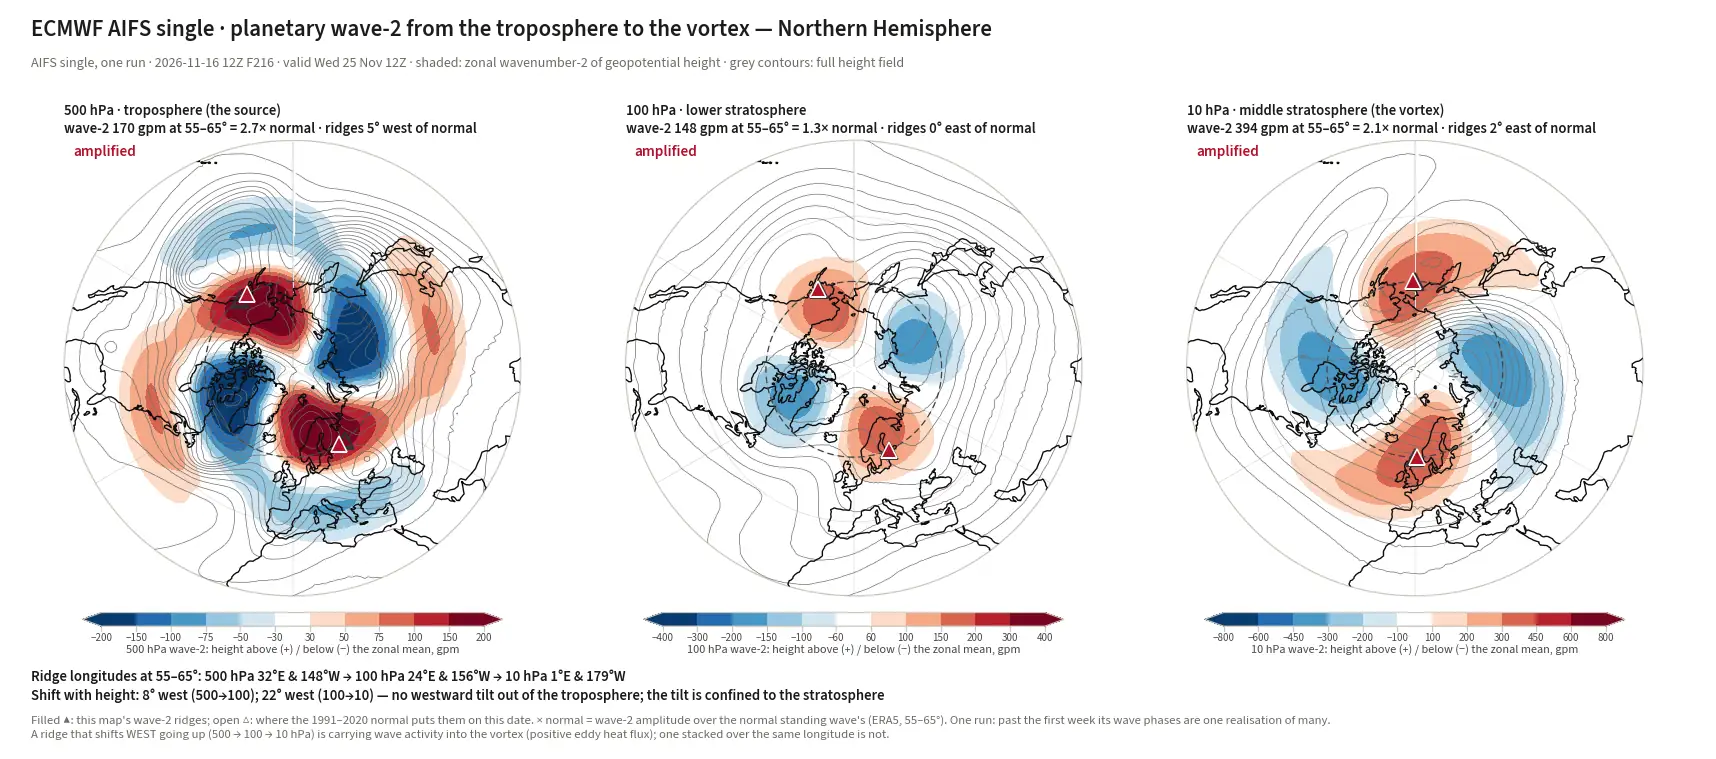 ECMWF AIFS single · planetary wave-2 from the troposphere to the vortex — Northern Hemisphere
AIFS single, one run · 2026-11-16 12Z F216 · valid Wed 25 Nov 12Z · shaded: zonal wavenumber-2 of geopotential height · grey contours: full height field
500 hPa · troposphere (the source)
wave-2 170 gpm at 55–65° = 2.7× normal · ridges 5° west of normal
amplified
100 hPa · lower stratosphere
wave-2 148 gpm at 55–65° = 1.3× normal · ridges 0° east of normal
amplified
10 hPa · middle stratosphere (the vortex)
wave-2 394 gpm at 55–65° = 2.1× normal · ridges 2° east of normal
amplified
−200 −150 −100 −75 −50 −30 30 50 75 100 150 200
500 hPa wave-2: height above (+) / below (−) the zonal mean, gpm
−400 −300 −200 −150 −100 −60 60 100 150 200 300 400
100 hPa wave-2: height above (+) / below (−) the zonal mean, gpm
−800 −600 −450 −300 −200 −100 100 200 300 450 600 800
10 hPa wave-2: height above (+) / below (−) the zonal mean, gpm
Ridge longitudes at 55–65°: 500 hPa 32°E & 148°W → 100 hPa 24°E & 156°W → 10 hPa 1°E & 179°W
Shift with height: 8° west (500→100); 22° west (100→10) — no westward tilt out of the troposphere; the tilt is confined to the stratosphere
Filled ▲: this map's wave-2 ridges; open △: where the 1991–2020 normal puts them on this date. × normal = wave-2 amplitude over the normal standing wave's (ERA5, 55–65°). One run: past the first week its wave phases are one realisation of many.
A ridge that shifts WEST going up (500 → 100 → 10 hPa) is carrying wave activity into the vortex (positive eddy heat flux); one stacked over the same longitude is not.